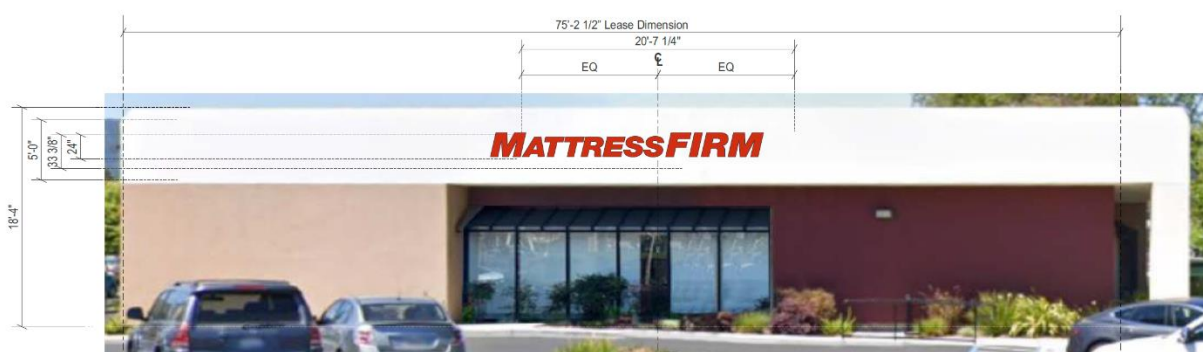 75'-2 1/2" Lease Dimension
20'-7 1/4"
℄
EQ EQ
MATTRESSFIRM
5'-0"
33 3/8"
24"
18'-4"